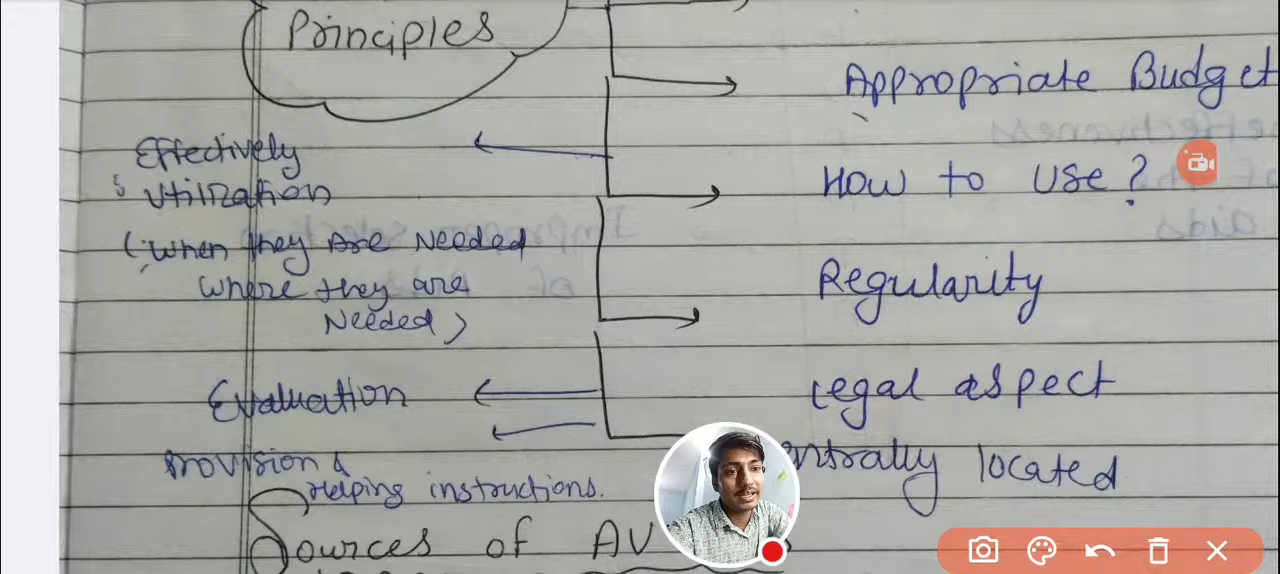 Principles
Appropriate Budget
Effectively
Utilization
How to use ?
(When they Are Needed
where they are
Needed)
Regularity
Evaluation
Legal aspect
Provision &
Helping instructions.
located
Sources of AV
aids